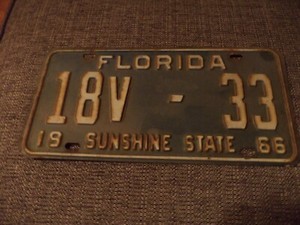 FLORIDA
18V - 33
19 SUNSHINE STATE 66